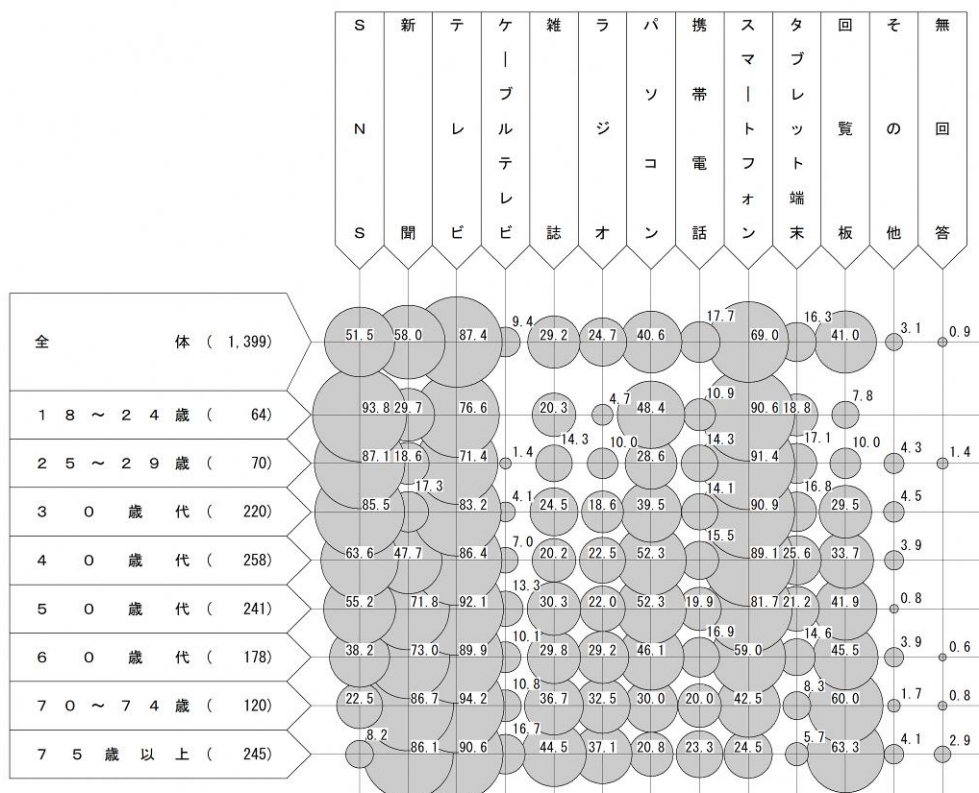 SNS
新聞
テレビ
ケーブルテレビ
雑誌
ラジオ
パソコン
携帯電話
スマートフォン
タブレット端末
回覧板
その他
無回答
全体(1,399) 51.5 58.0 87.4 9.4 29.2 24.7 40.6 17.7 69.0 16.3 41.0 3.1 0.9
18~24歳(64) 93.8 29.7 76.6 20.3 4.7 48.4 10.9 90.6 18.8 7.8
25~29歳(70) 87.1 18.6 71.4 1.4 14.3 10.0 28.6 14.3 91.4 17.1 10.0 4.3 1.4
30歳代(220) 85.5 17.3 83.2 4.1 24.5 18.6 39.5 14.1 90.9 16.8 29.5 4.5
40歳代(258) 63.6 47.7 86.4 7.0 20.2 22.5 52.3 15.5 89.1 25.6 33.7 3.9
50歳代(241) 55.2 71.8 92.1 13.3 30.3 22.0 52.3 19.9 81.7 21.2 41.9 0.8
60歳代(178) 38.2 73.0 89.9 10.1 29.8 29.2 46.1 16.9 59.0 14.6 45.5 3.9 0.6
70~74歳(120) 22.5 86.7 94.2 10.8 36.7 32.5 30.0 20.0 42.5 8.3 60.0 1.7 0.8
75歳以上(245) 8.2 86.1 90.6 16.7 44.5 37.1 20.8 23.3 24.5 5.7 63.3 4.1 2.9